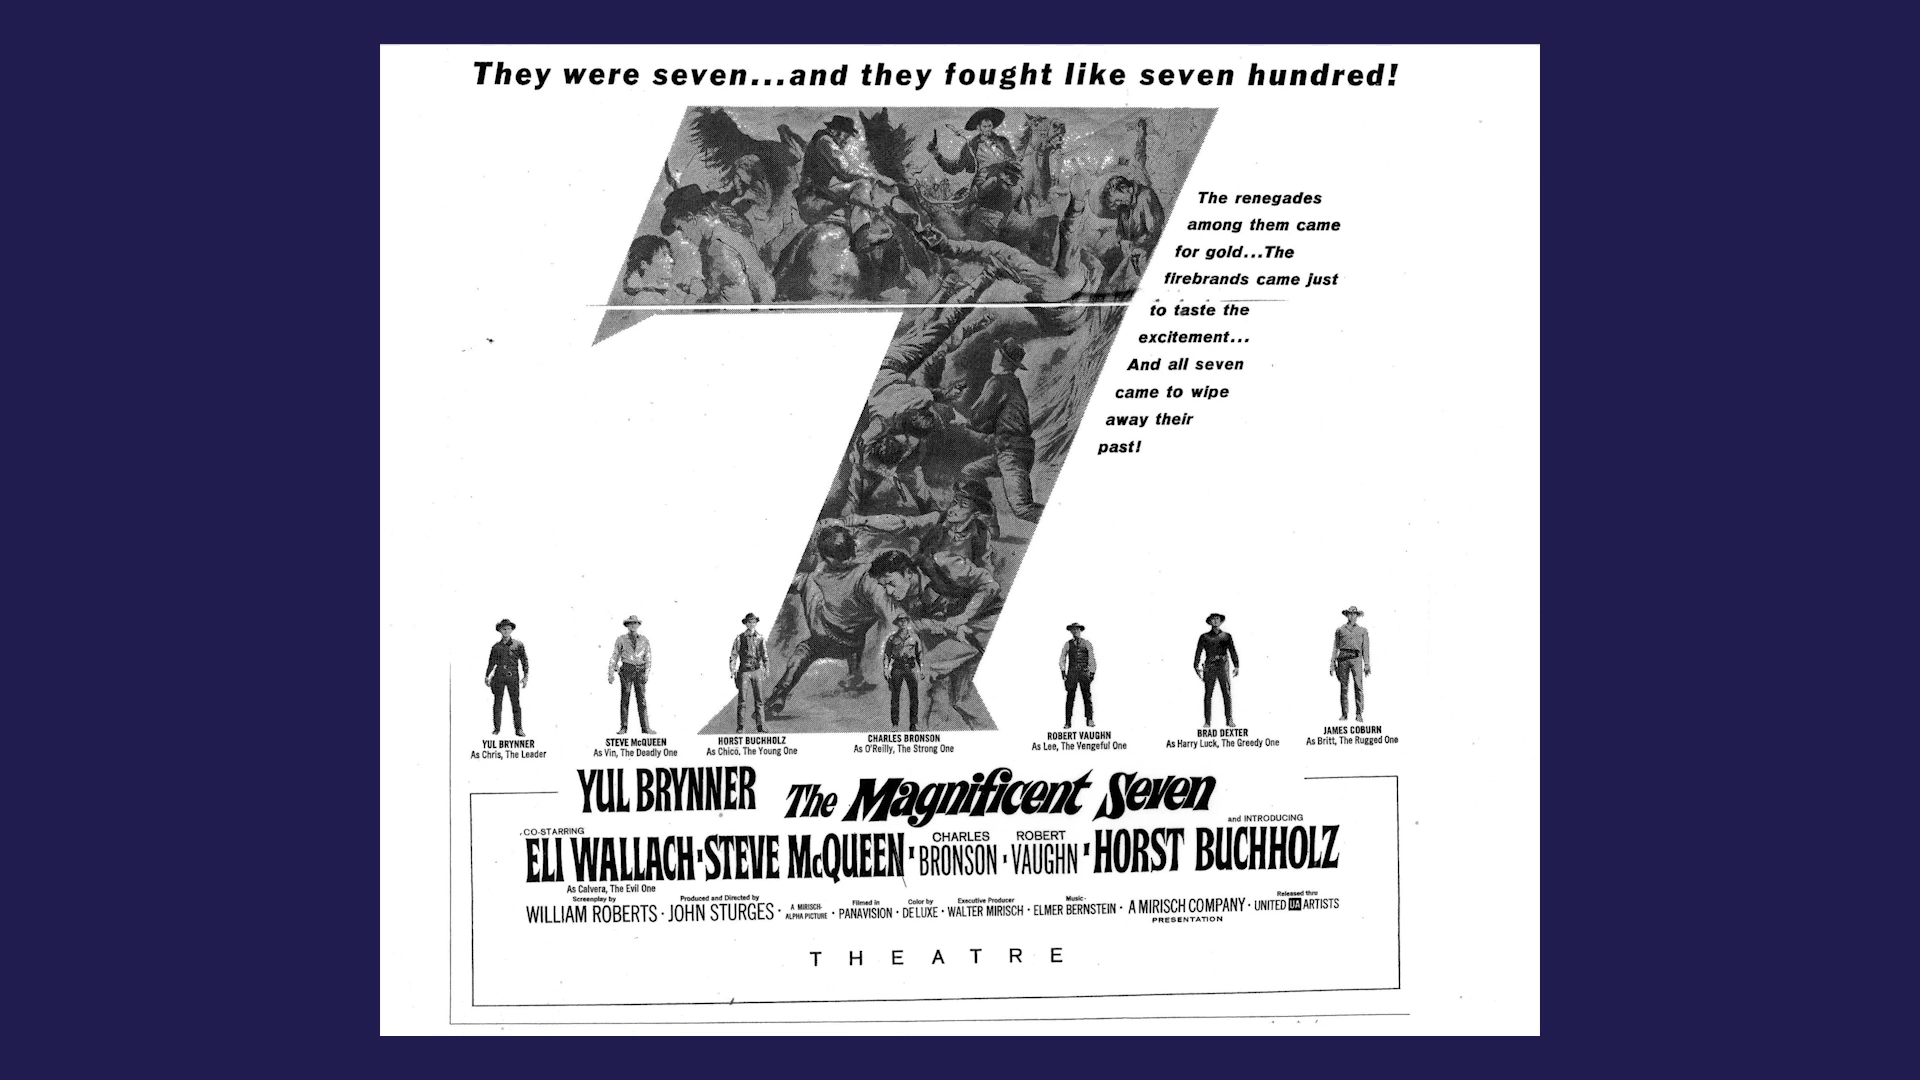 They were seven...and they fought like seven hundred!
The renegades
among them came
for gold...The
firebrands came just
to taste the
excitement...
And all seven
came to wipe
away their
past!
YUL BRYNNER
As Chris, The Leader
STEVE McQUEEN
As Vin, The Deadly One
HORST BUCHHOLZ
As Chico, The Young One
CHARLES BRONSON
As O'Reilly, The Strong One
ROBERT VAUGHN
As Lee, The Vengeful One
BRAD DEXTER
As Harry Luck, The Greedy One
JAMES COBURN
As Britt, The Rugged One
YUL BRYNNER The Magnificent Seven
CO-STARRING
ELI WALLACH · STEVE McQUEEN · CHARLES BRONSON · ROBERT VAUGHN · and INTRODUCING HORST BUCHHOLZ
As Calvera, The Evil One
Screenplay by WILLIAM ROBERTS · Produced and Directed by JOHN STURGES · A MIRISCH-ALPHA PICTURE · Filmed in PANAVISION · Color by DE LUXE · Executive Producer WALTER MIRISCH · Music· ELMER BERNSTEIN · A MIRISCH COMPANY PRESENTATION · Released thru UNITED UA ARTISTS
THEATRE